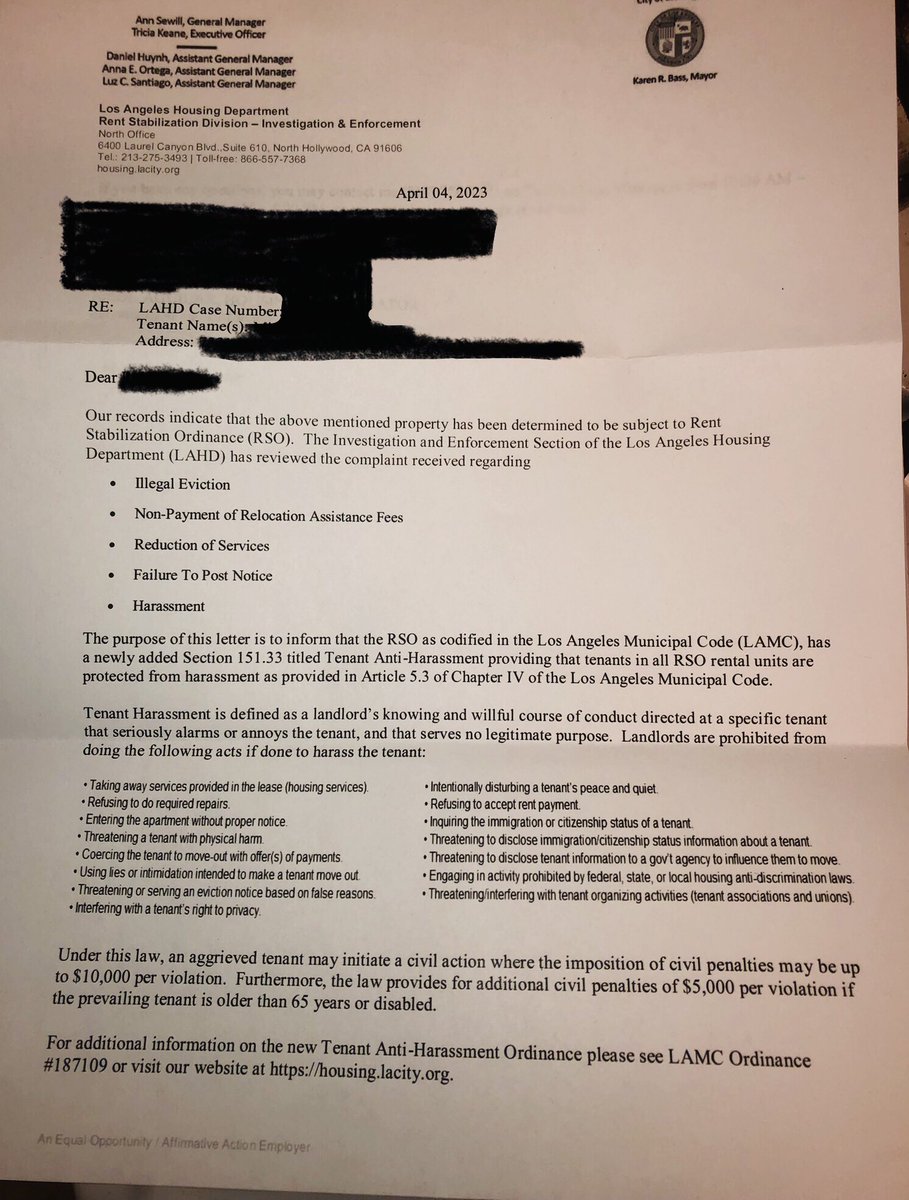 Ann Sewill, General Manager
Tricia Keane, Executive Officer
Daniel Huynh, Assistant General Manager
Anna E. Ortega, Assistant General Manager
Luz C. Santiago, Assistant General Manager
Karen R. Bass, Mayor
Los Angeles Housing Department
Rent Stabilization Division – Investigation & Enforcement
North Office
6400 Laurel Canyon Blvd.,Suite 610, North Hollywood, CA 91606
Tel.: 213-275-3493 | Toll-free: 866-557-7368
housing.lacity.org
April 04, 2023
RE: LAHD Case Number:
Tenant Name(s):
Address:
Dear
Our records indicate that the above mentioned property has been determined to be subject to Rent
Stabilization Ordinance (RSO). The Investigation and Enforcement Section of the Los Angeles Housing
Department (LAHD) has reviewed the complaint received regarding
• Illegal Eviction
• Non-Payment of Relocation Assistance Fees
• Reduction of Services
• Failure To Post Notice
• Harassment
The purpose of this letter is to inform that the RSO as codified in the Los Angeles Municipal Code (LAMC), has
a newly added Section 151.33 titled Tenant Anti-Harassment providing that tenants in all RSO rental units are
protected from harassment as provided in Article 5.3 of Chapter IV of the Los Angeles Municipal Code.
Tenant Harassment is defined as a landlord's knowing and willful course of conduct directed at a specific tenant
that seriously alarms or annoys the tenant, and that serves no legitimate purpose. Landlords are prohibited from
doing the following acts if done to harass the tenant:
• Taking away services provided in the lease (housing services).
• Refusing to do required repairs.
• Entering the apartment without proper notice.
• Threatening a tenant with physical harm.
• Coercing the tenant to move-out with offer(s) of payments.
• Using lies or intimidation intended to make a tenant move out.
• Threatening or serving an eviction notice based on false reasons.
• Interfering with a tenant's right to privacy.
• Intentionally disturbing a tenant's peace and quiet.
• Refusing to accept rent payment.
• Inquiring the immigration or citizenship status of a tenant.
• Threatening to disclose immigration/citizenship status information about a tenant.
• Threatening to disclose tenant information to a gov't agency to influence them to move.
• Engaging in activity prohibited by federal, state, or local housing anti-discrimination laws.
• Threatening/interfering with tenant organizing activities (tenant associations and unions).
Under this law, an aggrieved tenant may initiate a civil action where the imposition of civil penalties may be up
to $10,000 per violation. Furthermore, the law provides for additional civil penalties of $5,000 per violation if
the prevailing tenant is older than 65 years or disabled.
For additional information on the new Tenant Anti-Harassment Ordinance please see LAMC Ordinance
#187109 or visit our website at https://housing.lacity.org.
An Equal Opportunity / Affirmative Action Employer